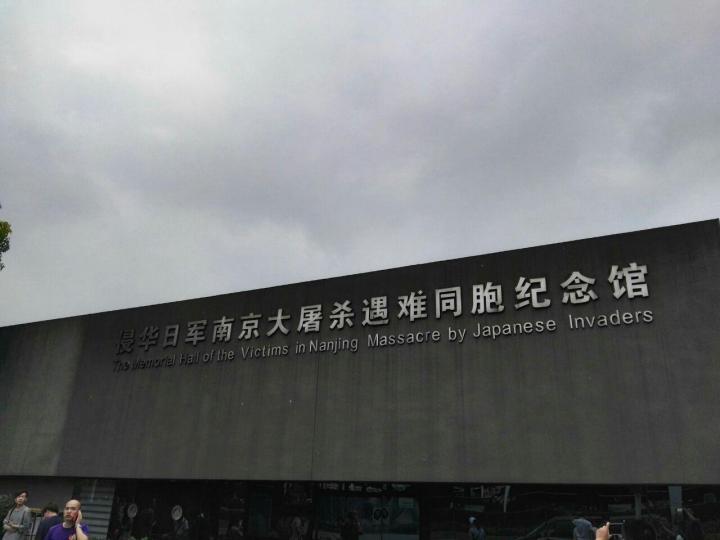 侵华日军南京大屠杀遇难同胞纪念馆
The Memorial Hall of the Victims in Nanjing Massacre by Japanese Invaders